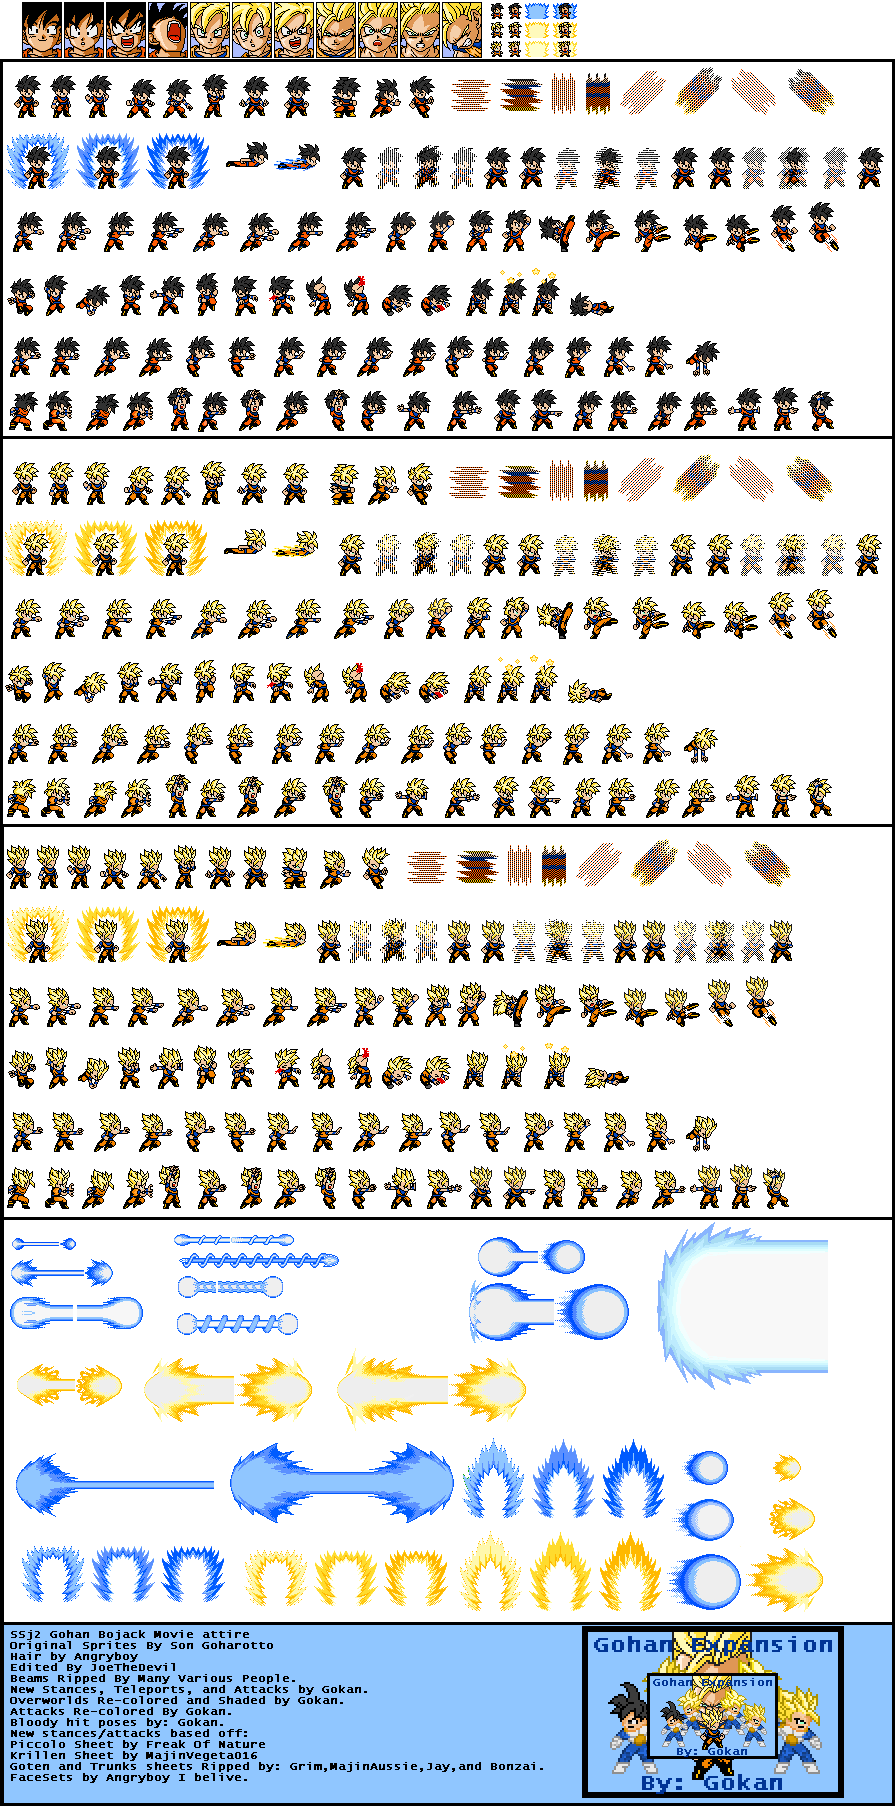 SSj2 Gohan Bojack Movie attire
Original Sprites By Son Goharotto
Hair by Angryboy
Edited By JoeTheDevil
Beams Ripped By Many Various People.
New Stances, Teleports, and Attacks by Gokan.
Overworlds Re-colored and Shaded by Gokan.
Attacks Re-colored By Gokan.
Bloody hit poses by: Gokan.
New stances/attacks based off:
Piccolo Sheet by Freak Of Nature
Krillen Sheet by MajinVegeta016
Goten and Trunks sheets Ripped by: Grim,MajinAussie,Jay,and Bonzai.
FaceSets by Angryboy I belive.
Gohan Expansion
Gohan Expansion
By: Gokan
By: Gokan